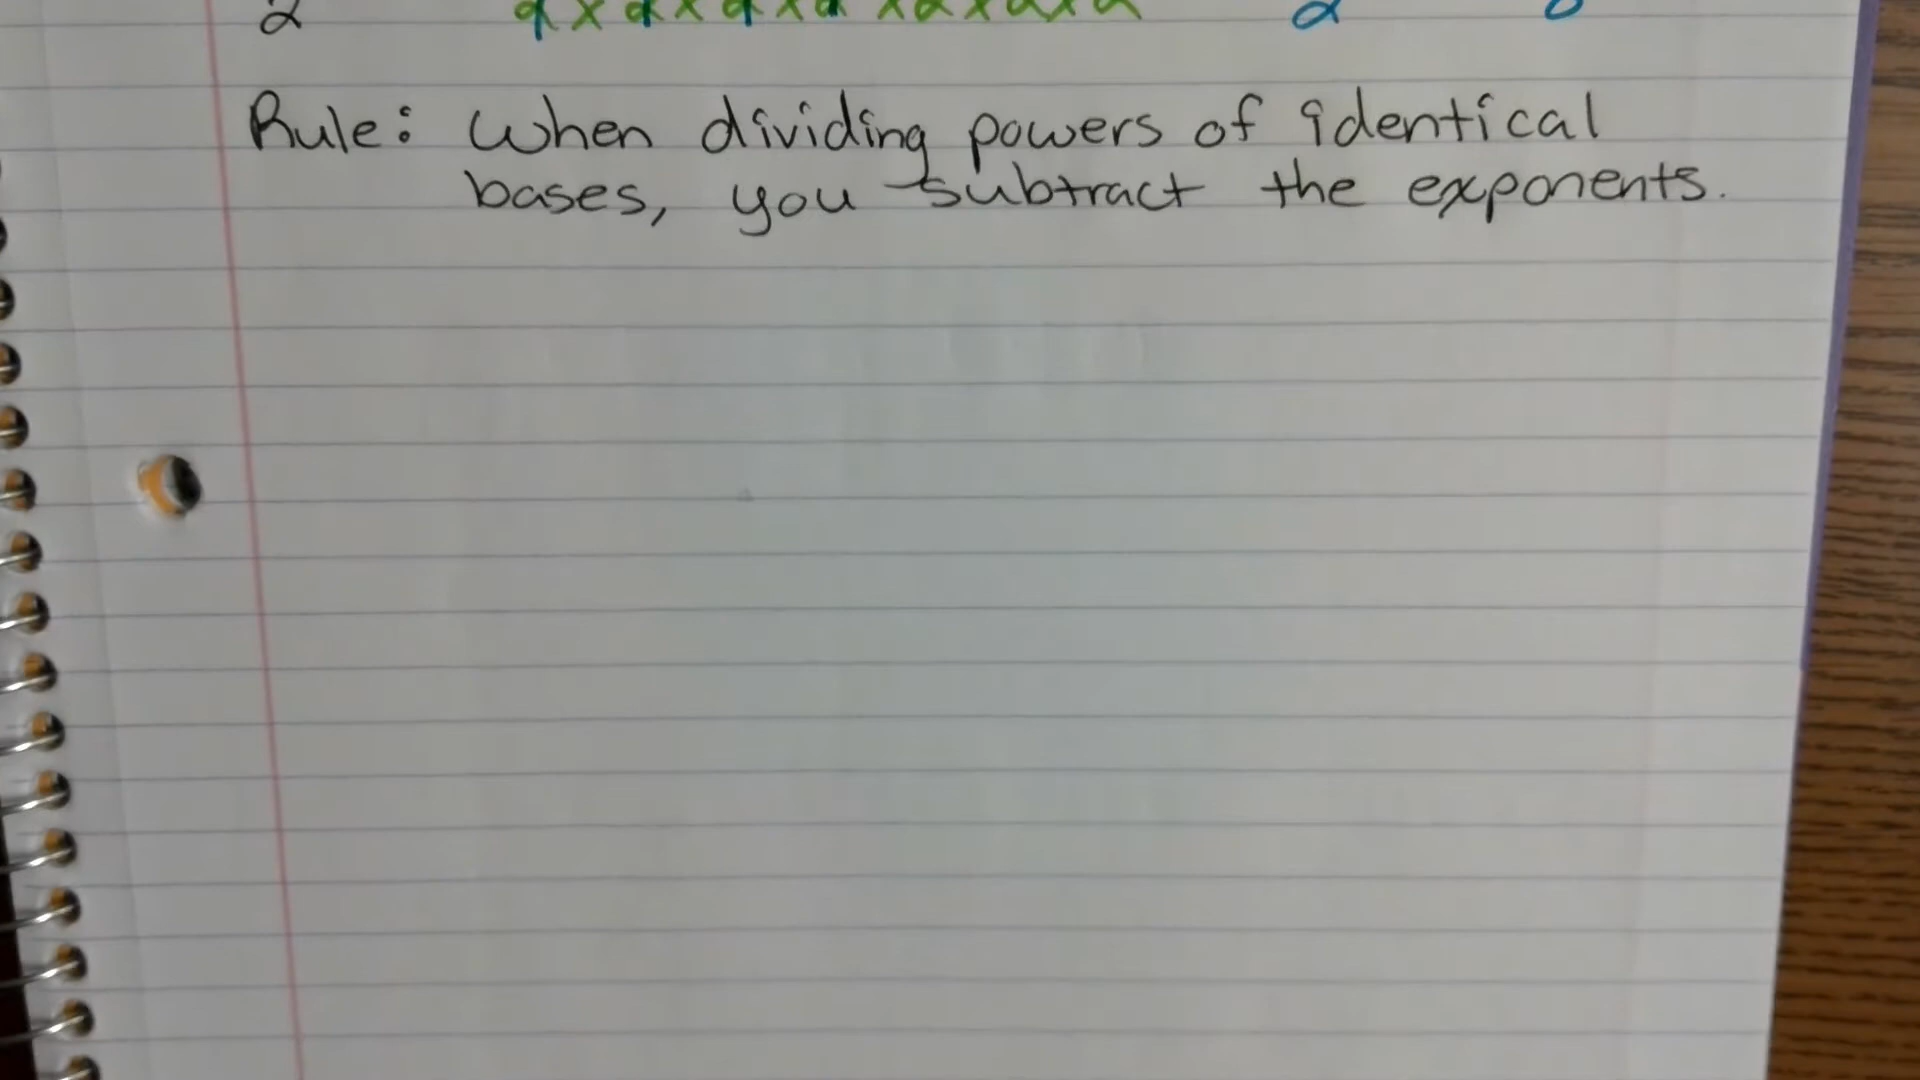 Rule: When dividing powers of identical
bases, you subtract the exponents.